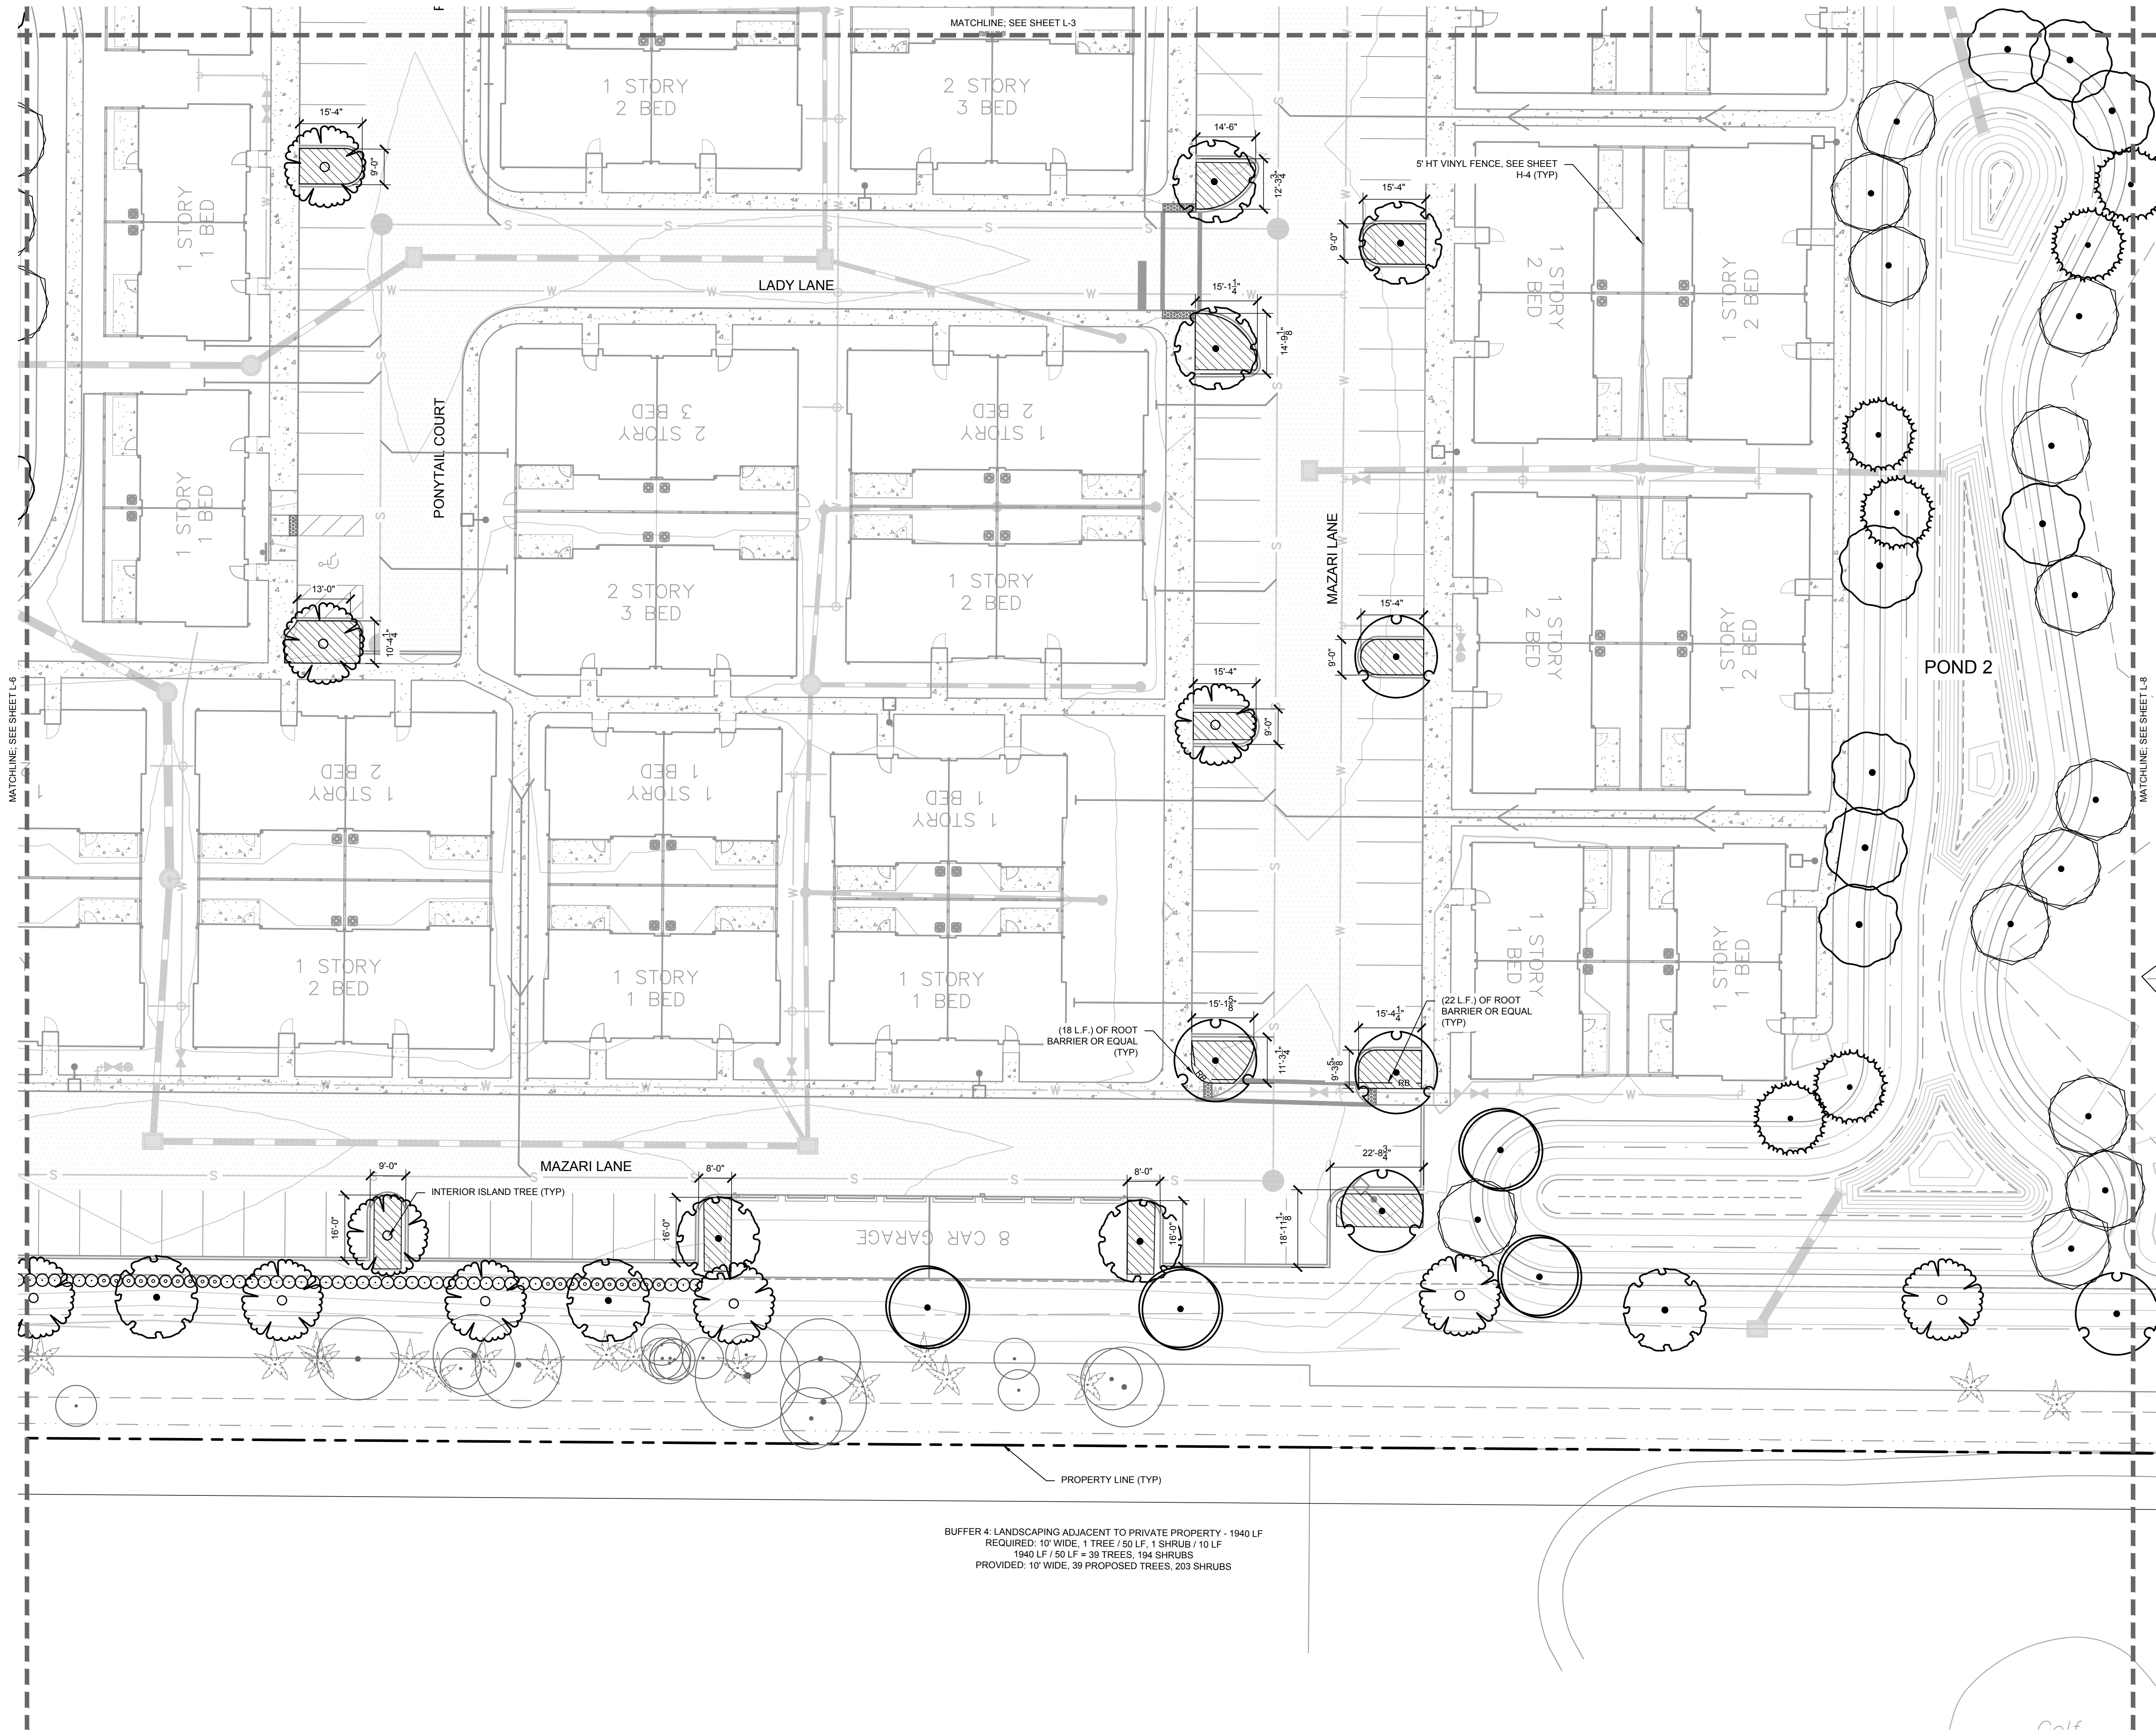 MATCHLINE; SEE SHEET L-3
1 STORY
2 BED
2 STORY
3 BED
15'-4"
9'-0"
14'-6"
12'-3 3/4"
5' HT VINYL FENCE, SEE SHEET
H-4 (TYP)
15'-4"
9'-0"
1 STORY
1 BED
1 STORY
2 BED
1 STORY
2 BED
LADY LANE
15'-1 1/4"
14'-9 1/8"
PONYTAIL COURT
2 STORY
3 BED
1 STORY
2 BED
1 STORY
1 BED
MAZARI LANE
2 STORY
3 BED
1 STORY
2 BED
13'-0"
10'-4 1/4"
15'-4"
9'-0"
1 STORY
2 BED
1 STORY
2 BED
POND 2
MATCHLINE; SEE SHEET L-6
MATCHLINE; SEE SHEET L-8
15'-4"
9'-0"
1 STORY
2 BED
1 STORY
1 BED
1 STORY
1 BED
1 STORY
2 BED
1 STORY
1 BED
1 STORY
1 BED
1 STORY
1 BED
1 STORY
1 BED
(18 L.F.) OF ROOT
BARRIER OR EQUAL
(TYP)
15'-1 5/8"
11'-3 1/4"
RB
15'-4 1/4"
9'-3 5/8"
RB
(22 L.F.) OF ROOT
BARRIER OR EQUAL
(TYP)
MAZARI LANE
9'-0"
16'-0"
INTERIOR ISLAND TREE (TYP)
8'-0"
16'-0"
8 CAR GARAGE
8'-0"
16'-0"
22'-8 3/4"
18'-11 1/8"
PROPERTY LINE (TYP)
BUFFER 4: LANDSCAPING ADJACENT TO PRIVATE PROPERTY - 1940 LF
REQUIRED: 10' WIDE, 1 TREE / 50 LF, 1 SHRUB / 10 LF
1940 LF / 50 LF = 39 TREES, 194 SHRUBS
PROVIDED: 10' WIDE, 39 PROPOSED TREES, 203 SHRUBS